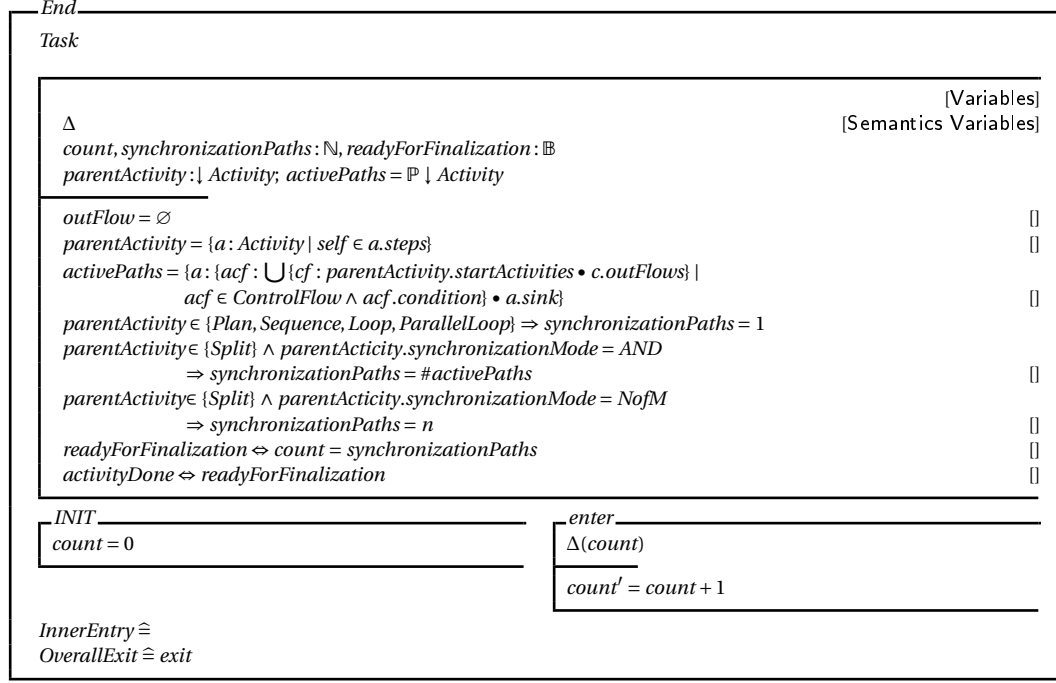 End
Task
[Variables]
Δ [Semantics Variables]
count, synchronizationPaths : ℕ, readyForFinalization : 𝔹
parentActivity :↓ Activity; activePaths = ℙ ↓ Activity
outFlow = ∅ []
parentActivity = {a : Activity | self ∈ a.steps} []
activePaths = {a : {acf : ⋃{cf : parentActivity.startActivities • c.outFlows} |
acf ∈ ControlFlow ∧ acf.condition} • a.sink} []
parentActivity ∈ {Plan, Sequence, Loop, ParallelLoop} ⇒ synchronizationPaths = 1
parentActivity ∈ {Split} ∧ parentActicity.synchronizationMode = AND
⇒ synchronizationPaths = #activePaths []
parentActivity ∈ {Split} ∧ parentActicity.synchronizationMode = NofM
⇒ synchronizationPaths = n []
readyForFinalization ⇔ count = synchronizationPaths []
activityDone ⇔ readyForFinalization []
INIT
count = 0
enter
Δ(count)
count′ = count + 1
InnerEntry ≙
OverallExit ≙ exit